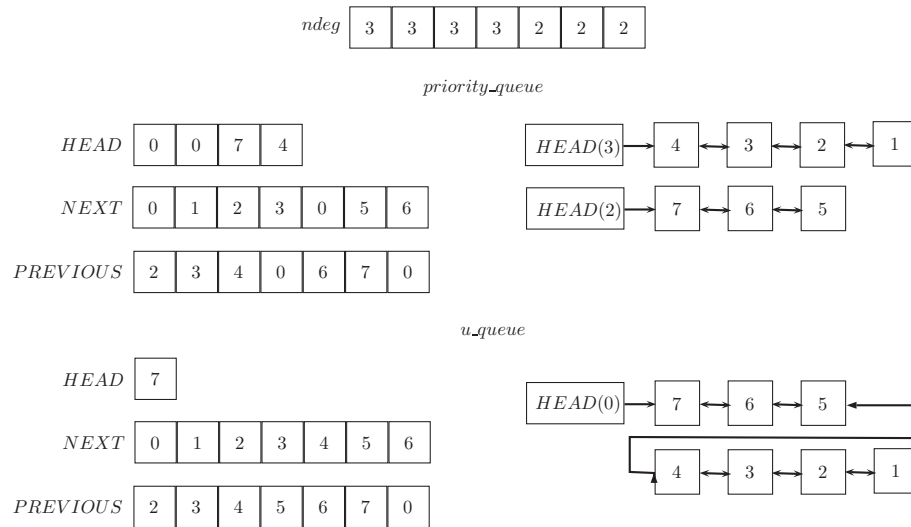 ndeg 3 3 3 3 2 2 2
priority_queue
HEAD 0 0 7 4
HEAD(3) 4 3 2 1
NEXT 0 1 2 3 0 5 6
HEAD(2) 7 6 5
PREVIOUS 2 3 4 0 6 7 0
u_queue
HEAD 7
HEAD(0) 7 6 5
NEXT 0 1 2 3 4 5 6
4 3 2 1
PREVIOUS 2 3 4 5 6 7 0